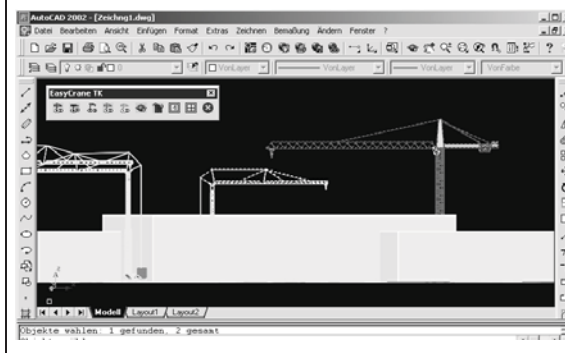 AutoCAD 2002 - [Zeichng1.dwg]
Datei Bearbeiten Ansicht Einfügen Format Extras Zeichnen Bemaßung Ändern Fenster ?
VonLayer VonLayer VonLayer VonFarbe
EasyCrane TK
Modell Layout1 Layout2
Objekte wählen: 1 gefunden, 2 gesamt